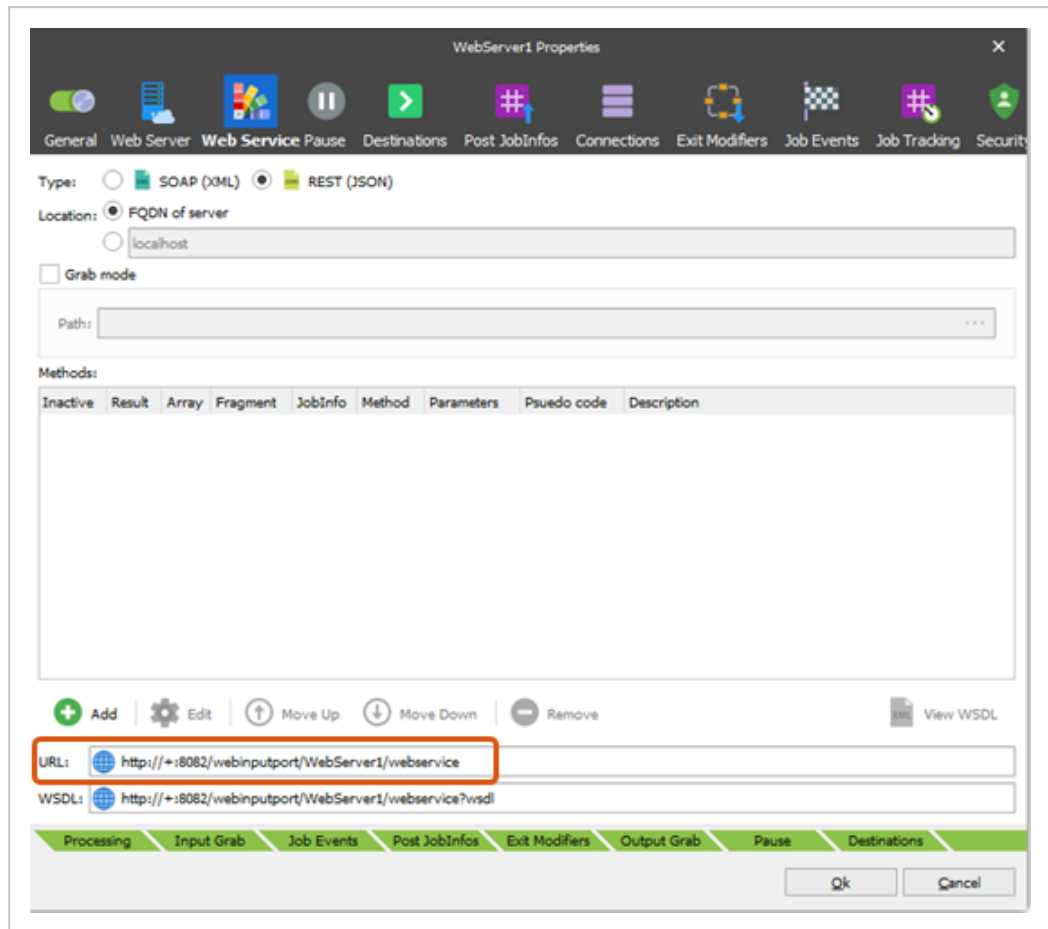 WebServer1 Properties
General Web Server Web Service Pause Destinations Post JobInfos Connections Exit Modifiers Job Events Job Tracking Securit
Type: SOAP (XML) REST (JSON)
Location: FQDN of server
localhost
Grab mode
Path: ...
Methods:
Inactive Result Array Fragment JobInfo Method Parameters Psuedo code Description
Add Edit Move Up Move Down Remove View WSDL
URL: http://+:8082/webinputport/WebServer1/webservice
WSDL: http://+:8082/webinputport/WebServer1/webservice?wsdl
Processing Input Grab Job Events Post JobInfos Exit Modifiers Output Grab Pause Destinations
Ok Cancel